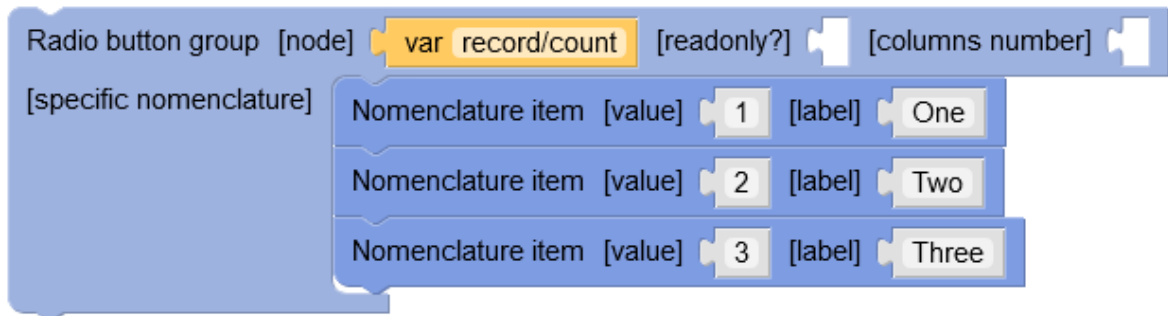 Radio button group [node] var record/count [readonly?] [columns number]
[specific nomenclature] Nomenclature item [value] 1 [label] One
Nomenclature item [value] 2 [label] Two
Nomenclature item [value] 3 [label] Three